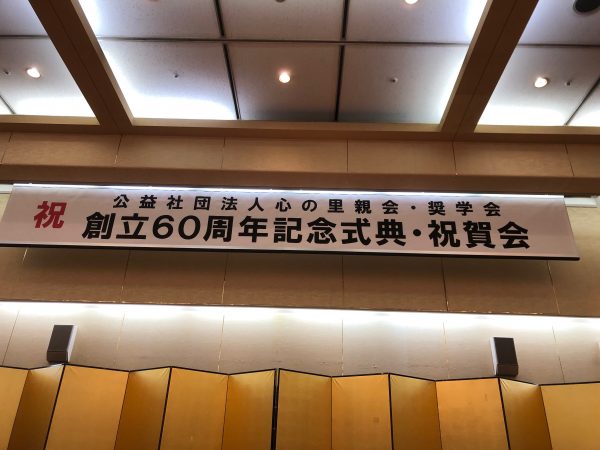 祝
公益社団法人心の里親会・奨学会
創立60周年記念式典・祝賀会